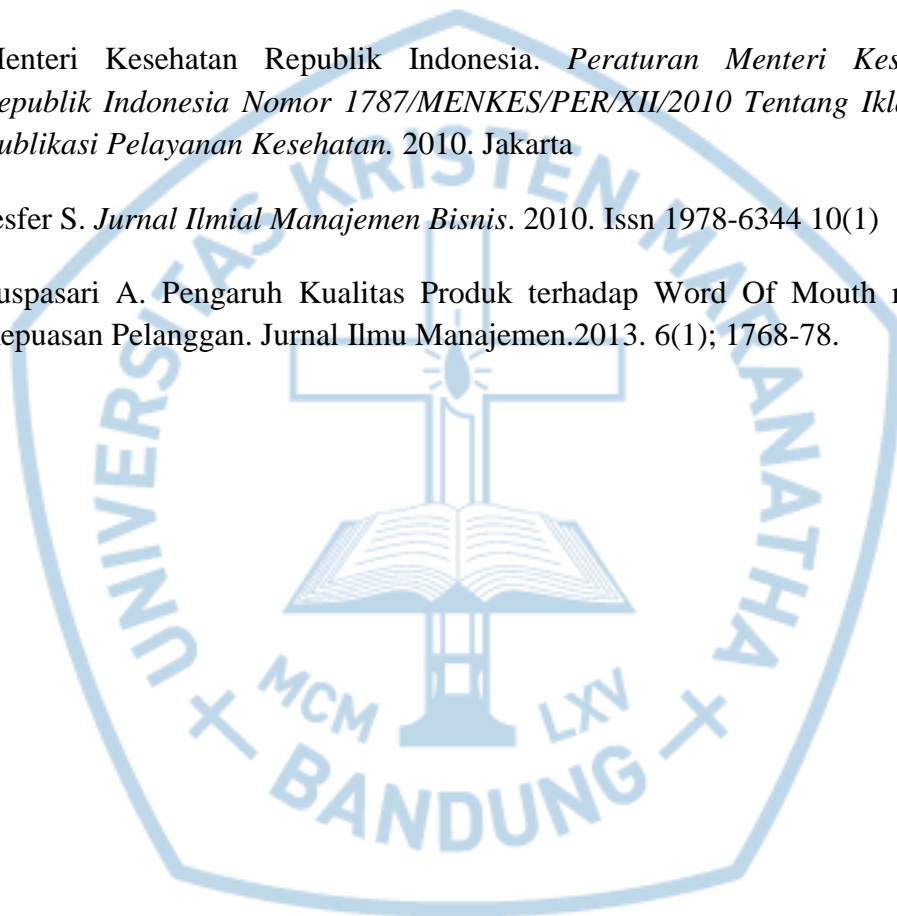 enteri Kesehatan Republik Indonesia. Peraturan Menteri Kes
epublik Indonesia Nomor 1787/MENKES/PER/XII/2010 Tentang Ikl
ublikasi Pelayanan Kesehatan. 2010. Jakarta
esfer S. Jurnal Ilmial Manajemen Bisnis. 2010. Issn 1978-6344 10(1)
uspasari A. Pengaruh Kualitas Produk terhadap Word Of Mouth
epuasan Pelanggan. Jurnal Ilmu Manajemen.2013. 6(1); 1768-78.
UNIVERSITAS KRISTEN MARANATHA
MCM LXV
BANDUNG